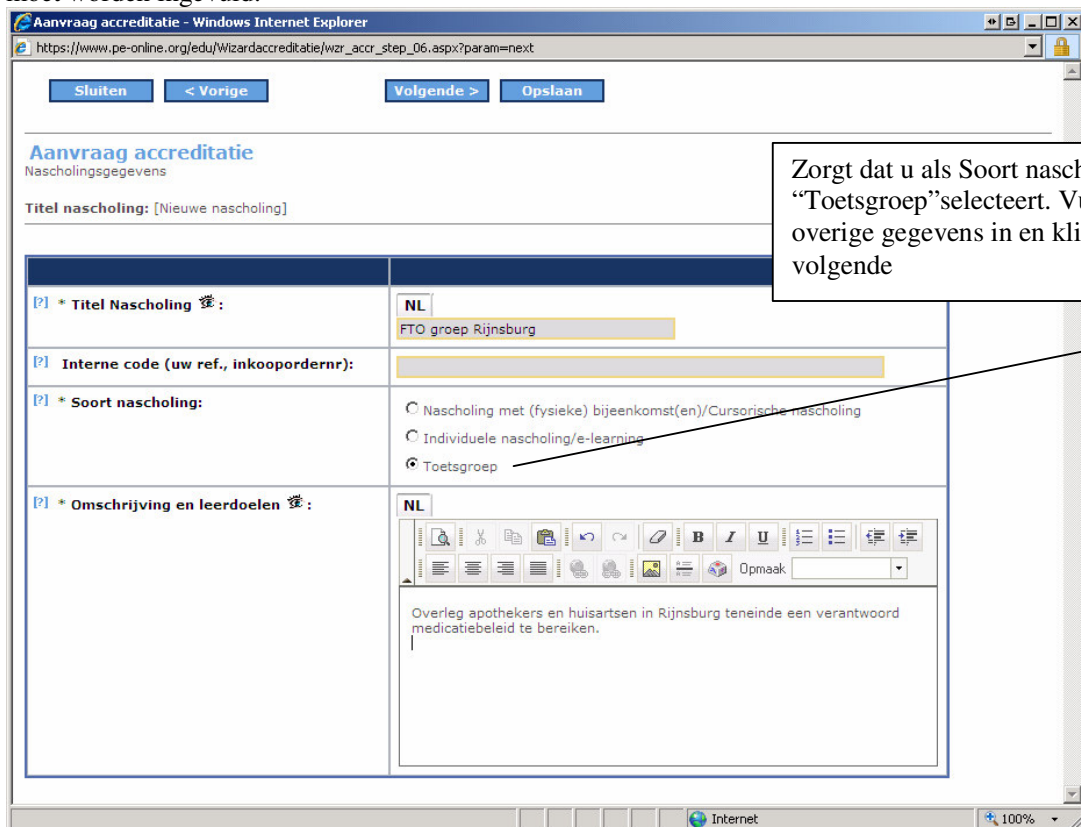 moet worden ingevuld.
Aanvraag accreditatie - Windows Internet Explorer
https://www.pe-online.org/edu/Wizardaccreditatie/wzr_accr_step_06.aspx?param=next
Sluiten < Vorige Volgende > Opslaan
Aanvraag accreditatie
Nascholingsgegevens
Titel nascholing: [Nieuwe nascholing]
Zorgt dat u als Soort nasch
“Toetsgroep”selecteert. Vu
overige gegevens in en kli
volgende
[?] * Titel Nascholing :
NL
FTO groep Rijnsburg
[?] Interne code (uw ref., inkoopordernr):
[?] * Soort nascholing:
Nascholing met (fysieke) bijeenkomst(en)/Cursorische nascholing
Individuele nascholing/e-learning
Toetsgroep
[?] * Omschrijving en leerdoelen :
NL
B I U
Opmaak
Overleg apothekers en huisartsen in Rijnsburg teneinde een verantwoord
medicatiebeleid te bereiken.
Internet 100%